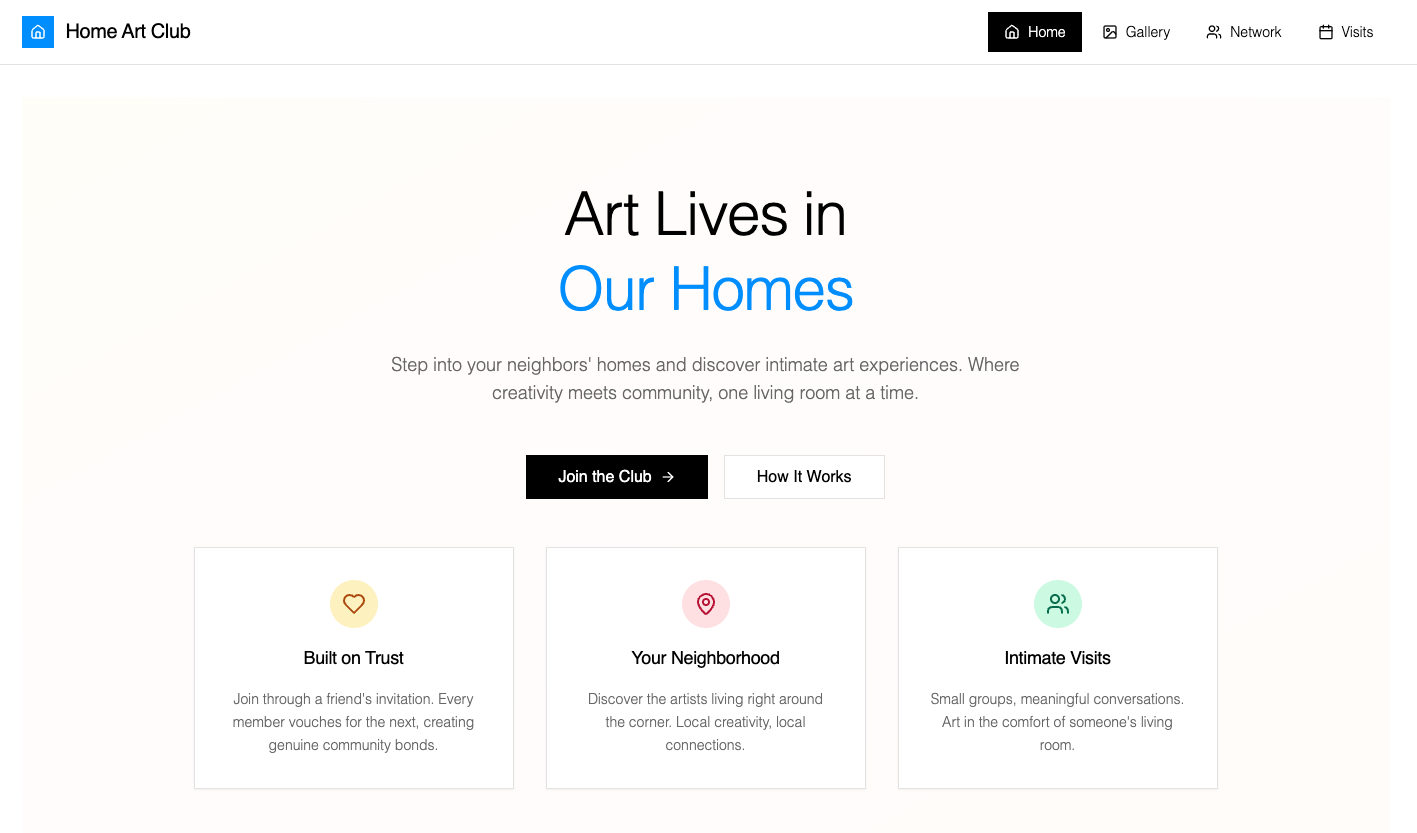 Home Art Club
Home
Gallery
Network
Visits
Art Lives in
Our Homes
Step into your neighbors' homes and discover intimate art experiences. Where
creativity meets community, one living room at a time.
Join the Club
How It Works
Built on Trust
Join through a friend's invitation. Every
member vouches for the next, creating
genuine community bonds.
Your Neighborhood
Discover the artists living right around
the corner. Local creativity, local
connections.
Intimate Visits
Small groups, meaningful conversations.
Art in the comfort of someone's living
room.